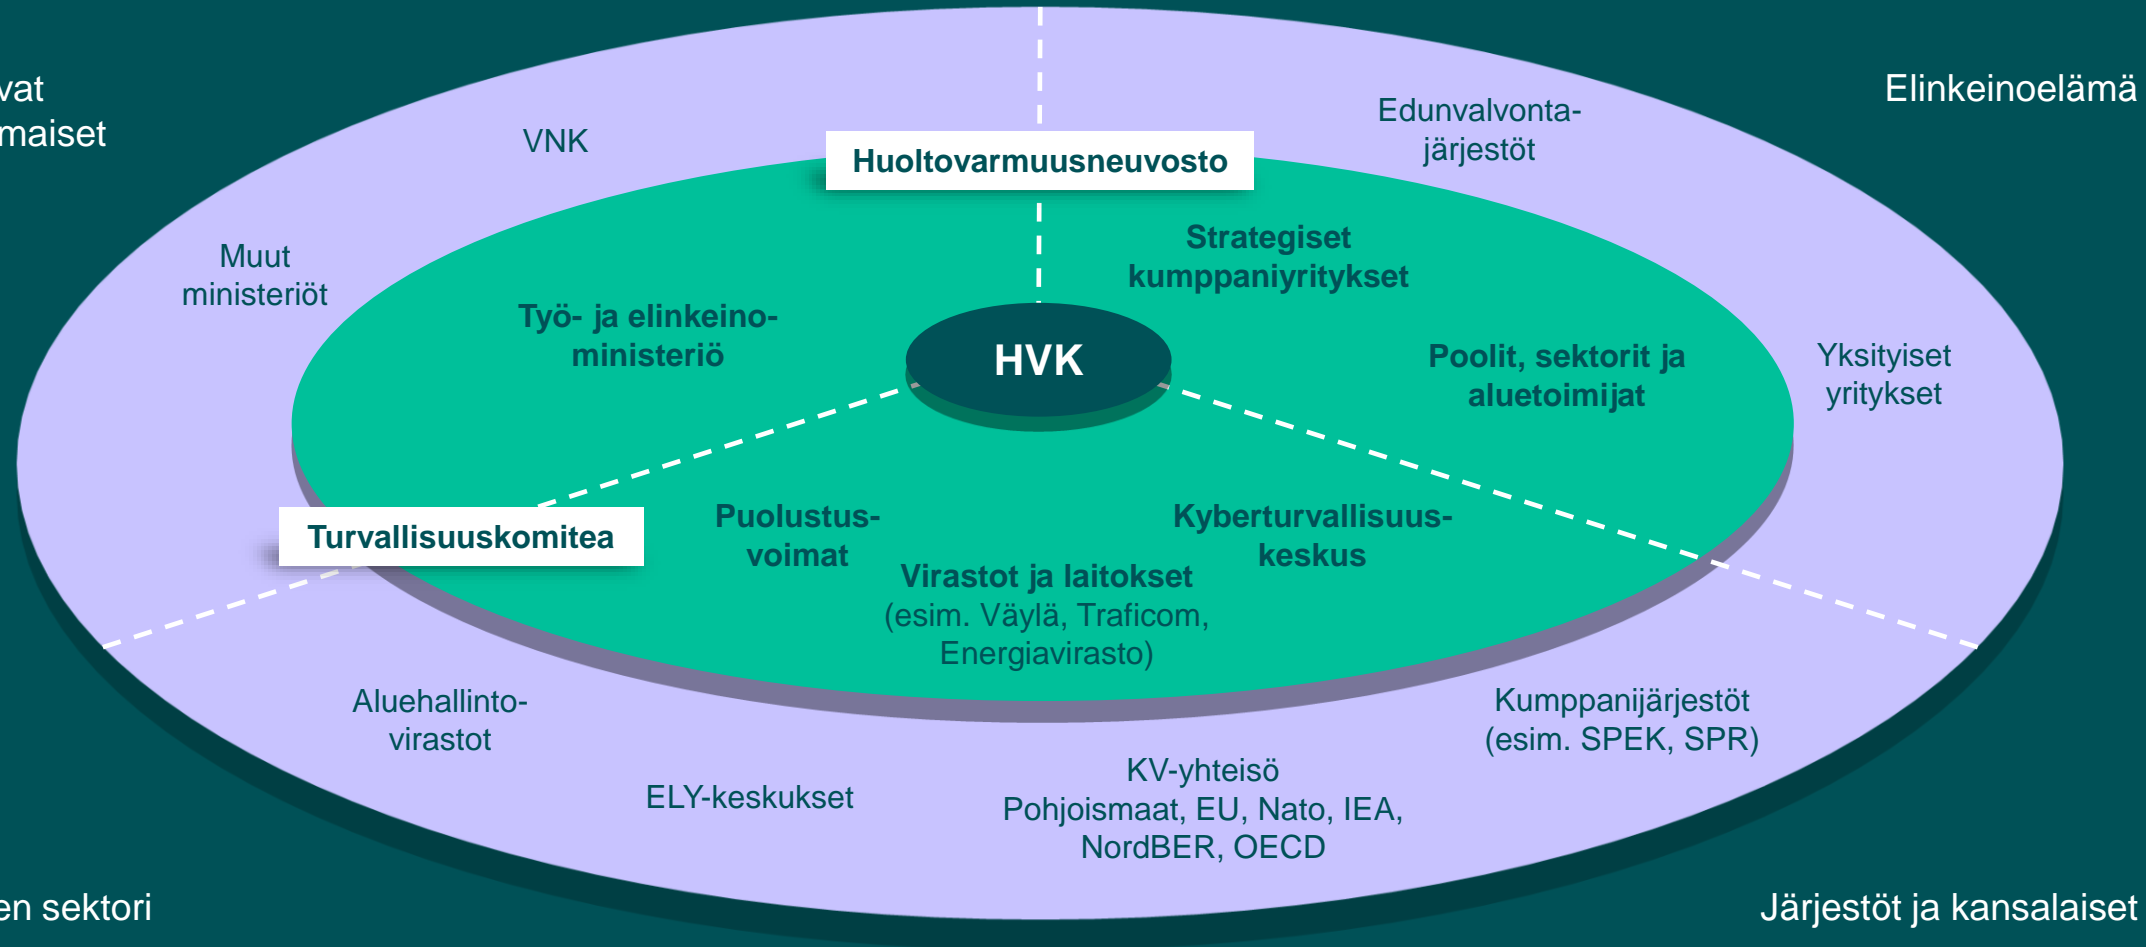 vat
maiset
Elinkeinoelämä
VNK
Edunvalvonta-
järjestöt
Huoltovarmuusneuvosto
Muut
ministeriöt
Strategiset
kumppaniyritykset
Työ- ja elinkeino-
ministeriö
HVK
Poolit, sektorit ja
aluetoimijat
Yksityiset
yritykset
Turvallisuuskomitea
Puolustus-
voimat
Kyberturvallisuus-
keskus
Virastot ja laitokset
(esim. Väylä, Traficom,
Energiavirasto)
Aluehallinto-
virastot
Kumppanijärjestöt
(esim. SPEK, SPR)
ELY-keskukset
KV-yhteisö
Pohjoismaat, EU, Nato, IEA,
NordBER, OECD
en sektori
Järjestöt ja kansalaiset